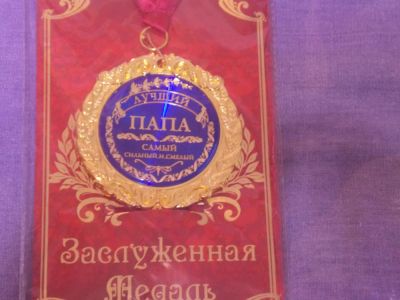 ЛУЧШИЙ
ПАПА
САМЫЙ
СИЛЬНЫЙ И СМЕЛЫЙ
Заслуженная
Медаль